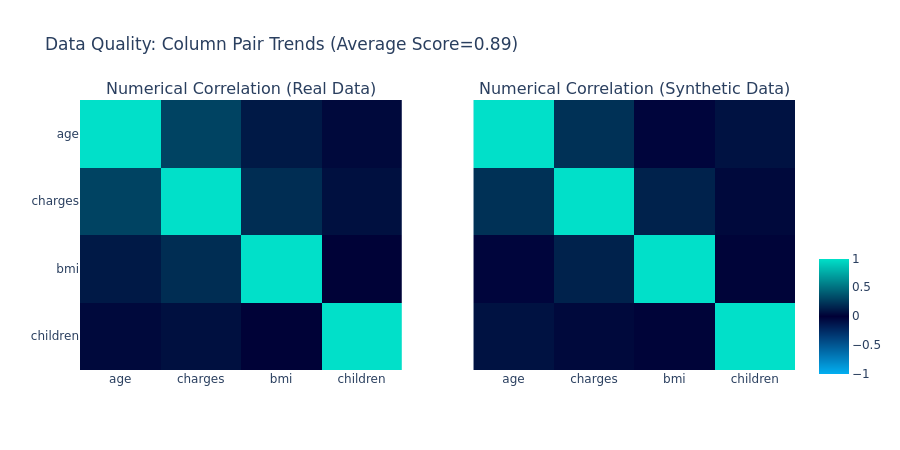 Data Quality: Column Pair Trends (Average Score=0.89)
Numerical Correlation (Real Data)
Numerical Correlation (Synthetic Data)
age
charges
bmi
children
age
charges
bmi
children
age
charges
bmi
children
1
0.5
0
−0.5
−1